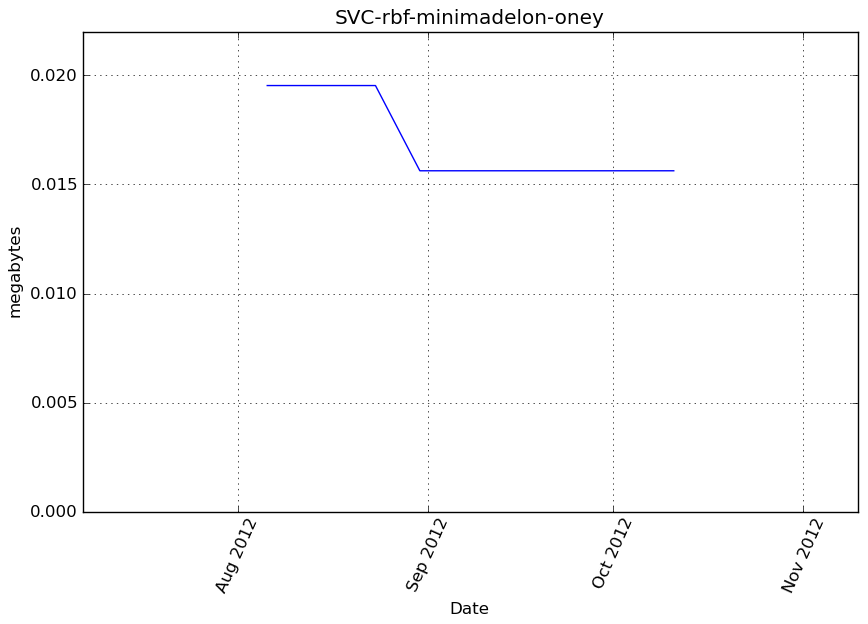 SVC-rbf-minimadelon-oney
0.020
0.015
0.010
0.005
0.000
megabytes
Aug 2012
Sep 2012
Oct 2012
Nov 2012
Date